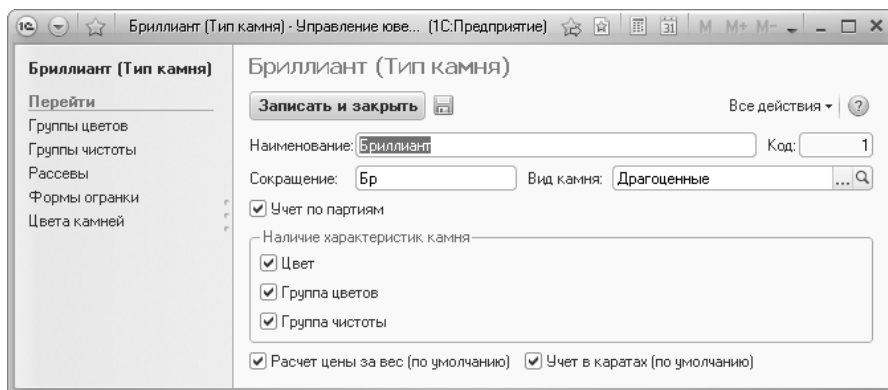 Бриллиант (Тип камня) - Управление юве... (1С:Предприятие)
31 M M+ M-
Бриллиант (Тип камня)
Перейти
Группы цветов
Группы чистоты
Рассевы
Формы огранки
Цвета камней
Бриллиант (Тип камня)
Записать и закрыть
Все действия
?
Наименование: Бриллиант Код: 1
Сокращение: Бр Вид камня: Драгоценные ...
Учет по партиям
Наличие характеристик камня
Цвет
Группа цветов
Группа чистоты
Расчет цены за вес (по умолчанию) Учет в каратах (по умолчанию)